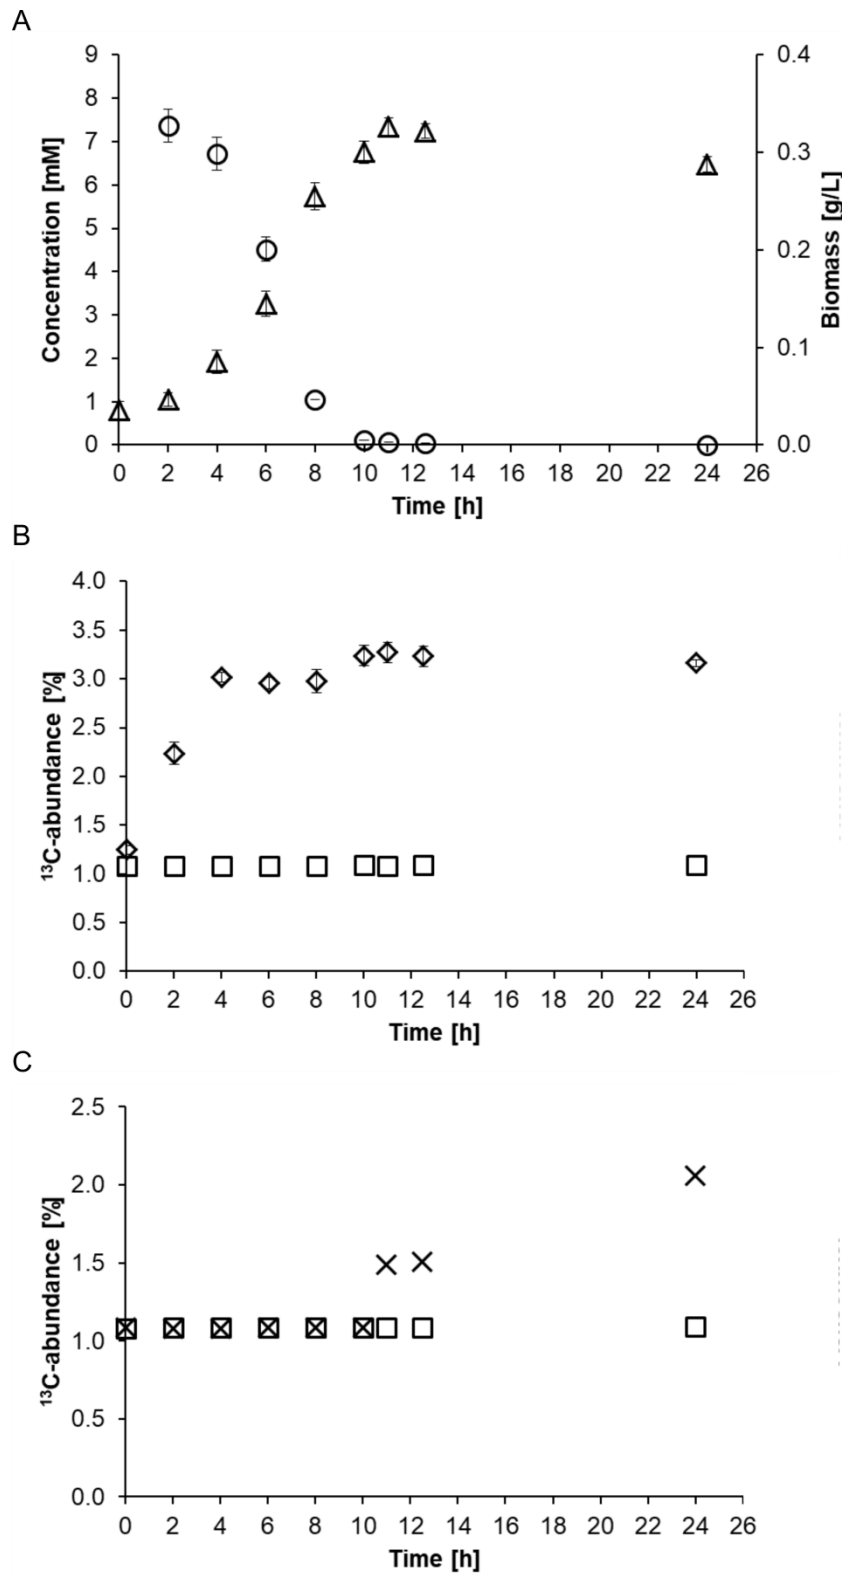 A
9
8
7
6
5
4
3
2
1
0
Concentration [mM]
0.4
0.3
0.2
0.1
0.0
Biomass [g/L]
0 2 4 6 8 10 12 14 16 18 20 22 24 26
Time [h]
B
4.0
3.5
3.0
2.5
2.0
1.5
1.0
0.5
0.0
¹³C-abundance [%]
0 2 4 6 8 10 12 14 16 18 20 22 24 26
Time [h]
C
2.5
2.0
1.5
1.0
0.5
0.0
¹³C-abundance [%]
0 2 4 6 8 10 12 14 16 18 20 22 24 26
Time [h]